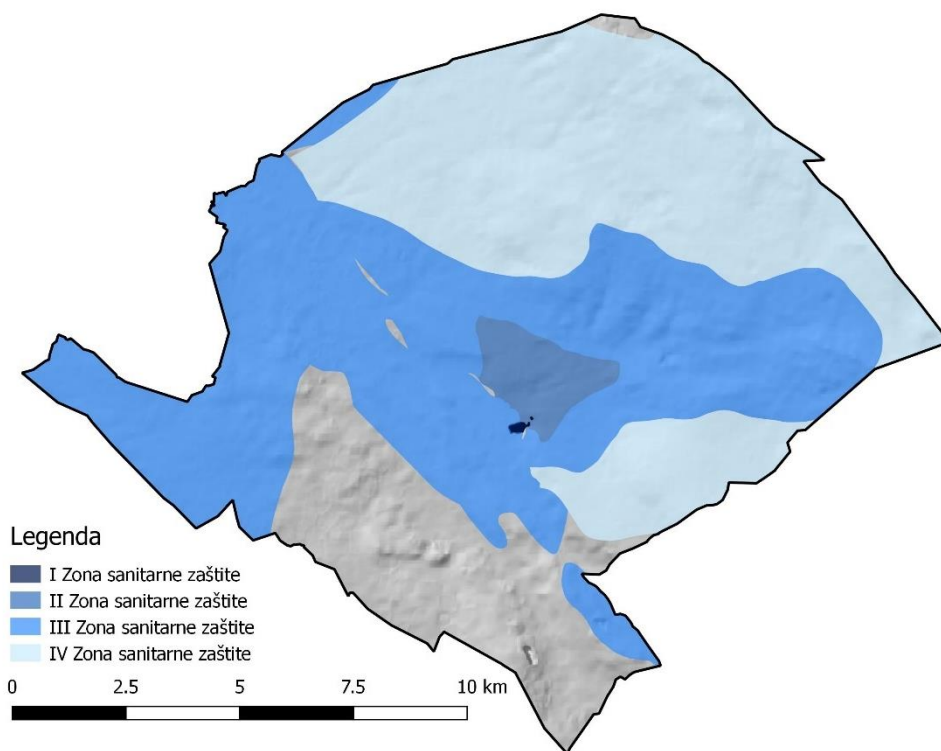 Legenda
I Zona sanitarne zaštite
II Zona sanitarne zaštite
III Zona sanitarne zaštite
IV Zona sanitarne zaštite
0 2.5 5 7.5 10 km